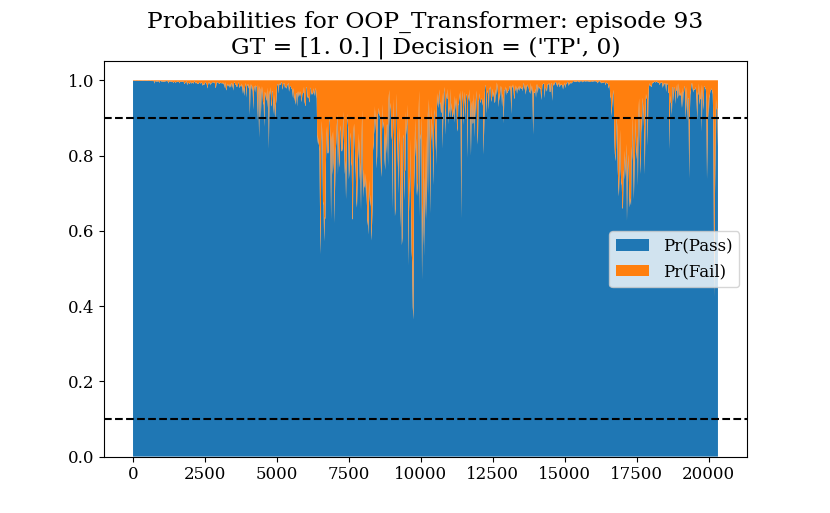 Probabilities for OOP_Transformer: episode 93
GT = [1. 0.] | Decision = ('TP', 0)
1.0
0.8
0.6
0.4
0.2
0.0
Pr(Pass)
Pr(Fail)
0 2500 5000 7500 10000 12500 15000 17500 20000